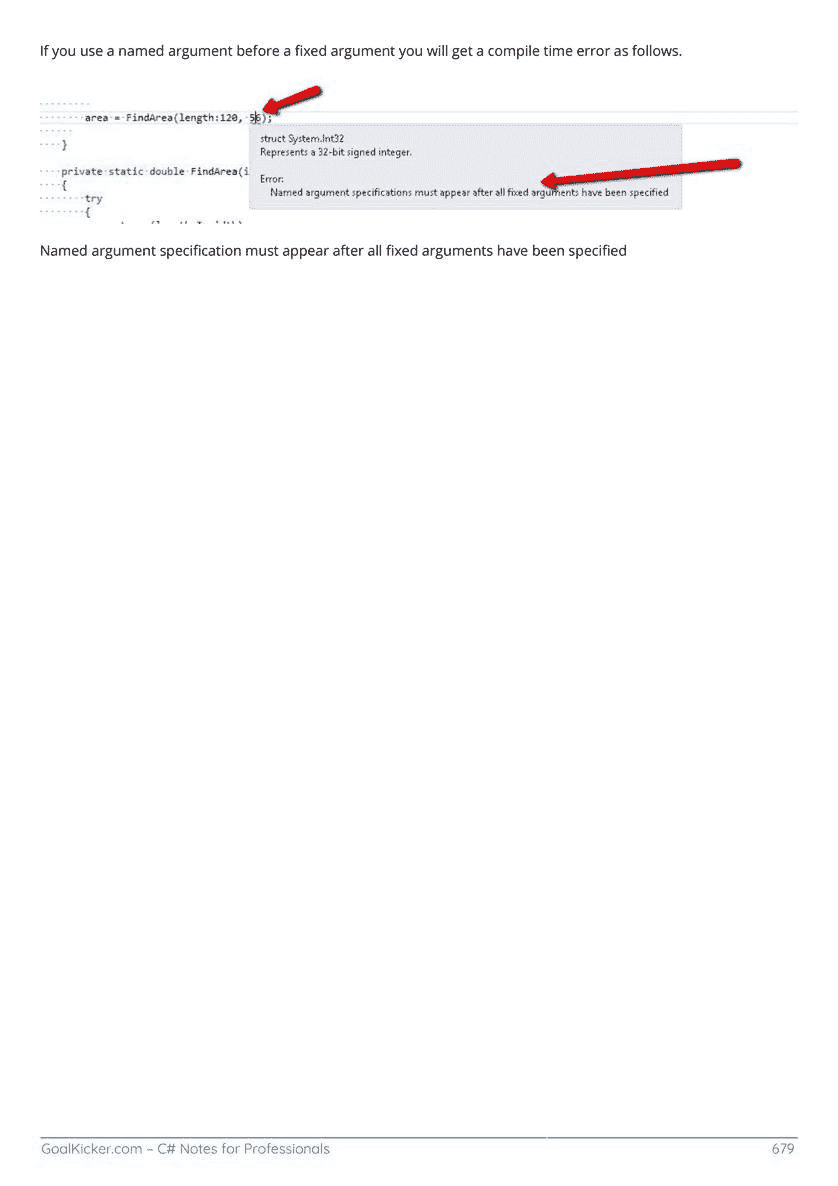 If you use a named argument before a fixed argument you will get a compile time error as follows.
area = FindArea(length:120, 56);
struct System.Int32
Represents a 32-bit signed integer.
}
Error:
private static double FindArea(i
{
Named argument specifications must appear after all fixed arguments have been specified
try
{
Named argument specification must appear after all fixed arguments have been specified
GoalKicker.com – C# Notes for Professionals
679